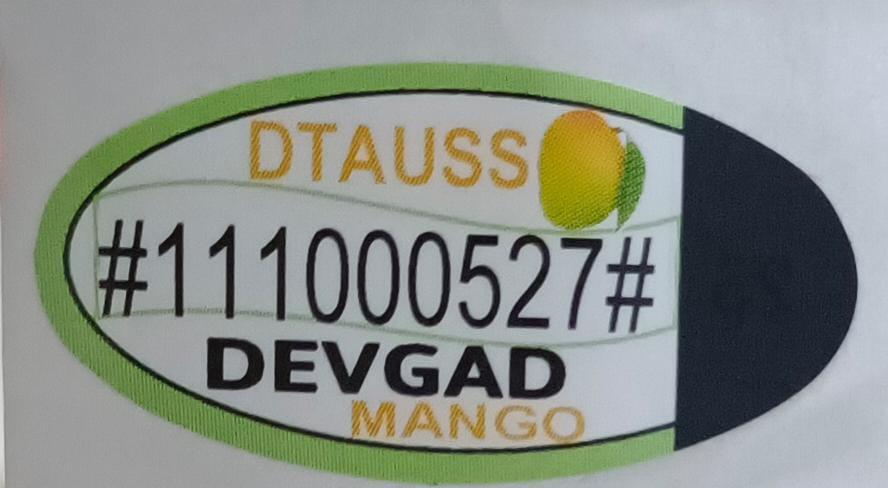 DTAUSS
#111000527#
DEVGAD
MANGO